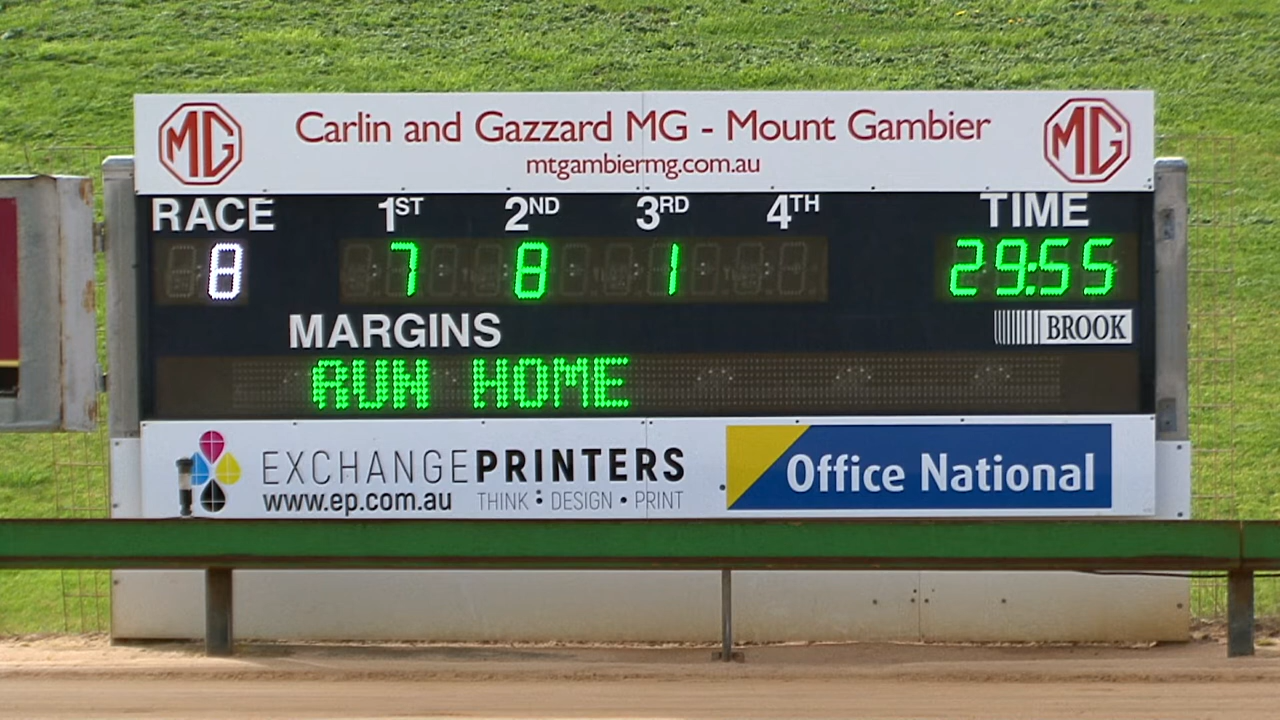 MG Carlin and Gazzard MG - Mount Gambier MG
mtgambiermg.com.au
RACE 1ST 2ND 3RD 4TH TIME
8 7 8 1 29:55
MARGINS BROOK
RUN HOME
EXCHANGEPRINTERS
www.ep.com.au THINK : DESIGN • PRINT
Office National